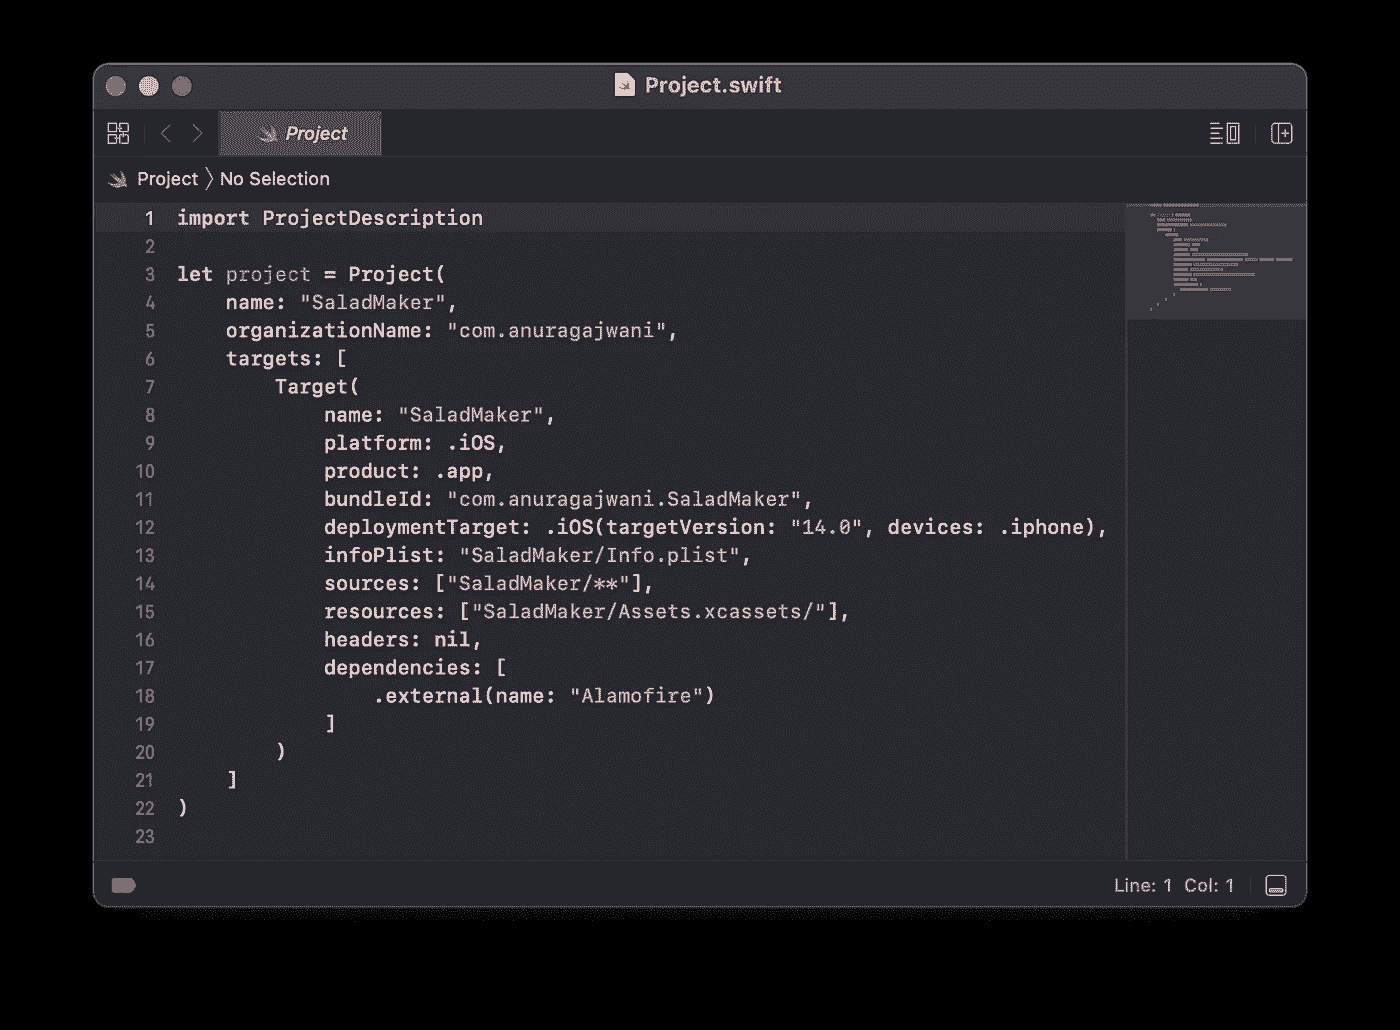 Project.swift
Project
Project 〉No Selection
1 import ProjectDescription
2
3 let project = Project(
4     name: "SaladMaker",
5     organizationName: "com.anuragajwani",
6     targets: [
7         Target(
8             name: "SaladMaker",
9             platform: .iOS,
10             product: .app,
11             bundleId: "com.anuragajwani.SaladMaker",
12             deploymentTarget: .iOS(targetVersion: "14.0", devices: .iphone),
13             infoPlist: "SaladMaker/Info.plist",
14             sources: ["SaladMaker/**"],
15             resources: ["SaladMaker/Assets.xcassets/"],
16             headers: nil,
17             dependencies: [
18                 .external(name: "Alamofire")
19             ]
20         )
21     ]
22 )
23
Line: 1 Col: 1